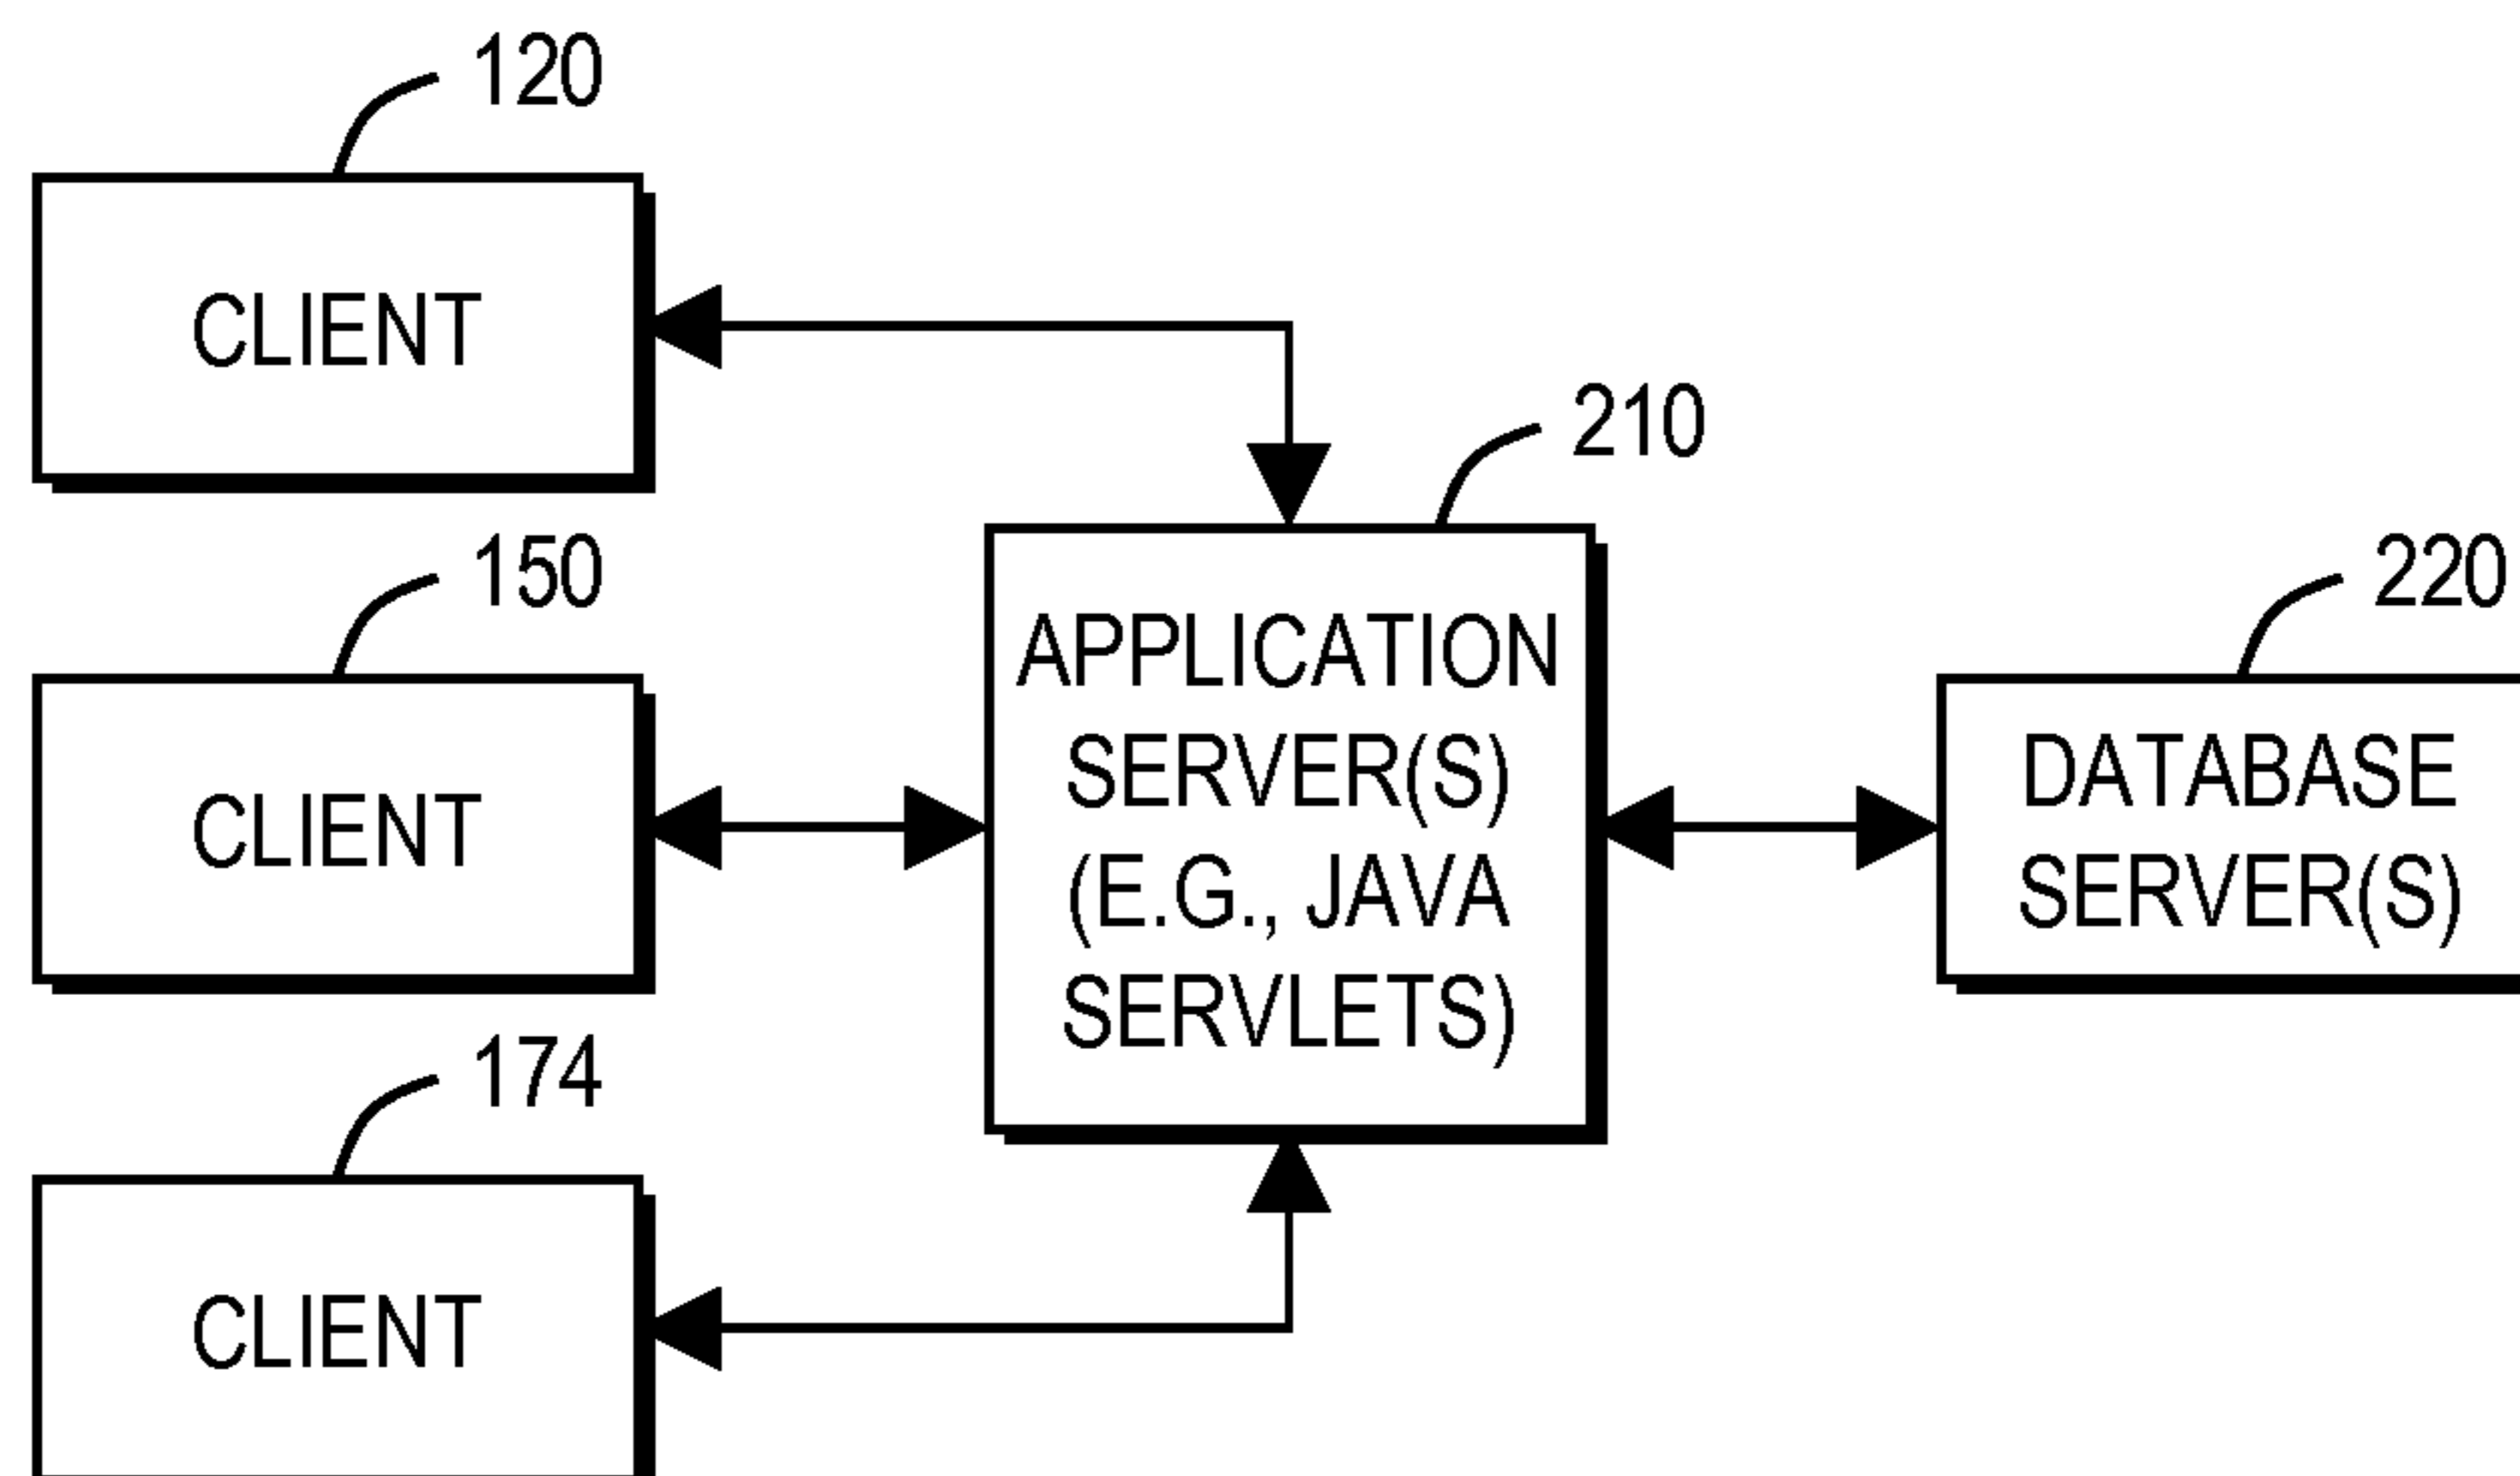 120
CLIENT
210
150
CLIENT
APPLICATION
SERVER(S)
(E.G., JAVA
SERVLETS)
220
DATABASE
SERVER(S)
174
CLIENT